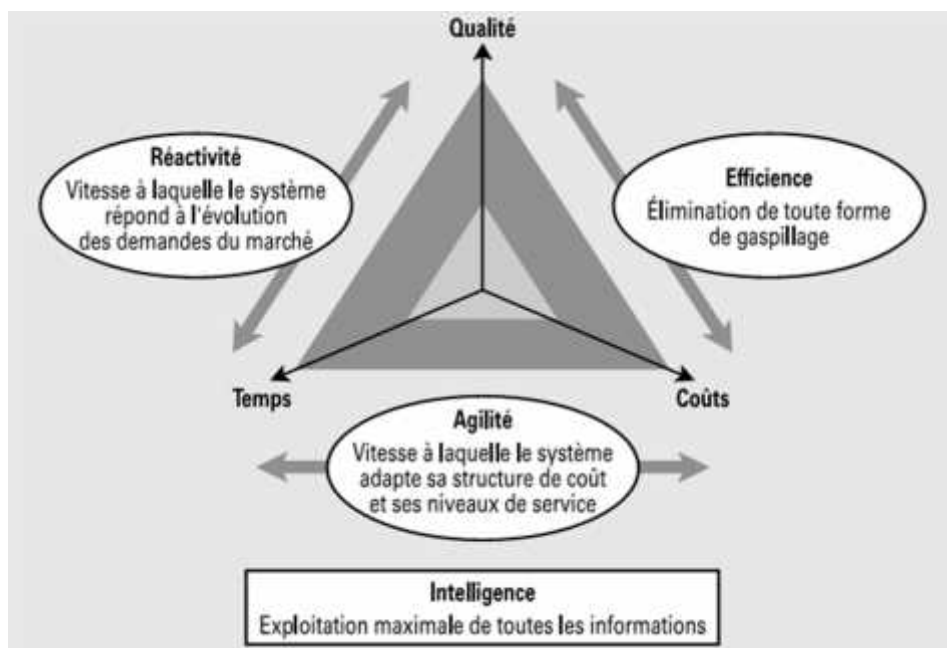 Qualité
Réactivité
Vitesse à laquelle le système
répond à l'évolution
des demandes du marché
Efficience
Élimination de toute forme
de gaspillage
Temps
Coûts
Agilité
Vitesse à laquelle le système
adapte sa structure de coût
et ses niveaux de service
Intelligence
Exploitation maximale de toutes les informations